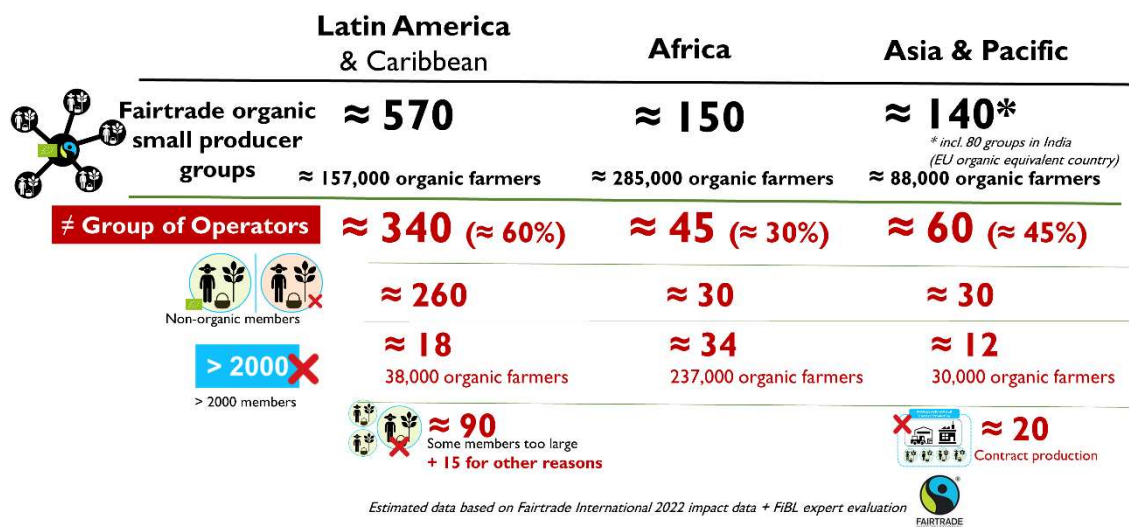 Latin America
& Caribbean
Africa
Asia & Pacific
Fairtrade organic
small producer
groups
≈ 570
≈ 150
≈ 140*
* incl. 80 groups in India
(EU organic equivalent country)
≈ 157,000 organic farmers
≈ 285,000 organic farmers
≈ 88,000 organic farmers
≠ Group of Operators
≈ 340 (≈ 60%)
≈ 45 (≈ 30%)
≈ 60 (≈ 45%)
Non-organic members
≈ 260
≈ 30
≈ 30
> 2000
> 2000 members
≈ 18
38,000 organic farmers
≈ 34
237,000 organic farmers
≈ 12
30,000 organic farmers
≈ 90
Some members too large
+ 15 for other reasons
≈ 20
Contract production
Estimated data based on Fairtrade International 2022 impact data + FiBL expert evaluation
FAIRTRADE